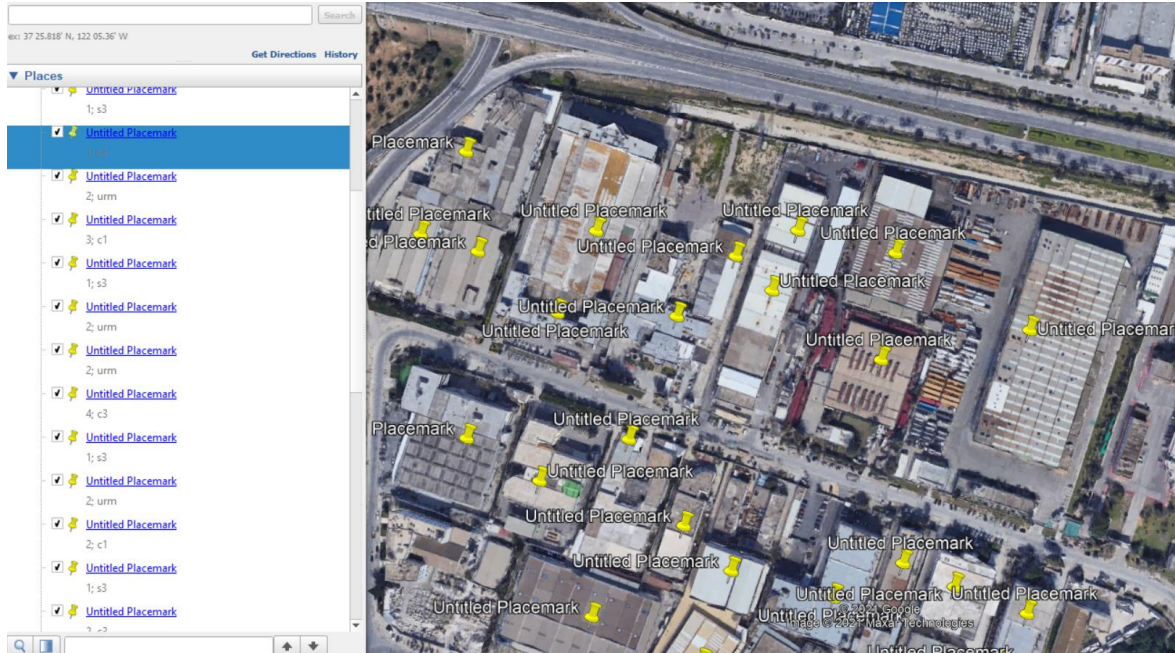 Search
ex: 37 25.818' N, 122 05.36' W
Get Directions History
Places
Untitled Placemark
1; s3
Untitled Placemark
Untitled Placemark
2; urm
Untitled Placemark
3; c1
Untitled Placemark
1; s3
Untitled Placemark
2; urm
Untitled Placemark
2; urm
Untitled Placemark
4; c3
Untitled Placemark
1; s3
Untitled Placemark
2; urm
Untitled Placemark
2; c1
Untitled Placemark
1; s3
Untitled Placemark
Placemark
titled Placemark
Untitled Placemark
Untitled Placemark
ed Placemark
Untitled Placemark
Untitled Placemark
Untitled Placemark
Untitled Placemark
Untitled Placemark
Untitled Placemar
Untitled Placemark
Untitled Placemark
Placemark
Untitled Placemark
Untitled Placemark
Untitled Placemark
Untitled Placemark
Untitled Placemark
Untitled Placemark
Untitled Placemark
Untitled Placemark
© 2021 Google
Image © 2021 Maxar Technologies
Untitled Placemark